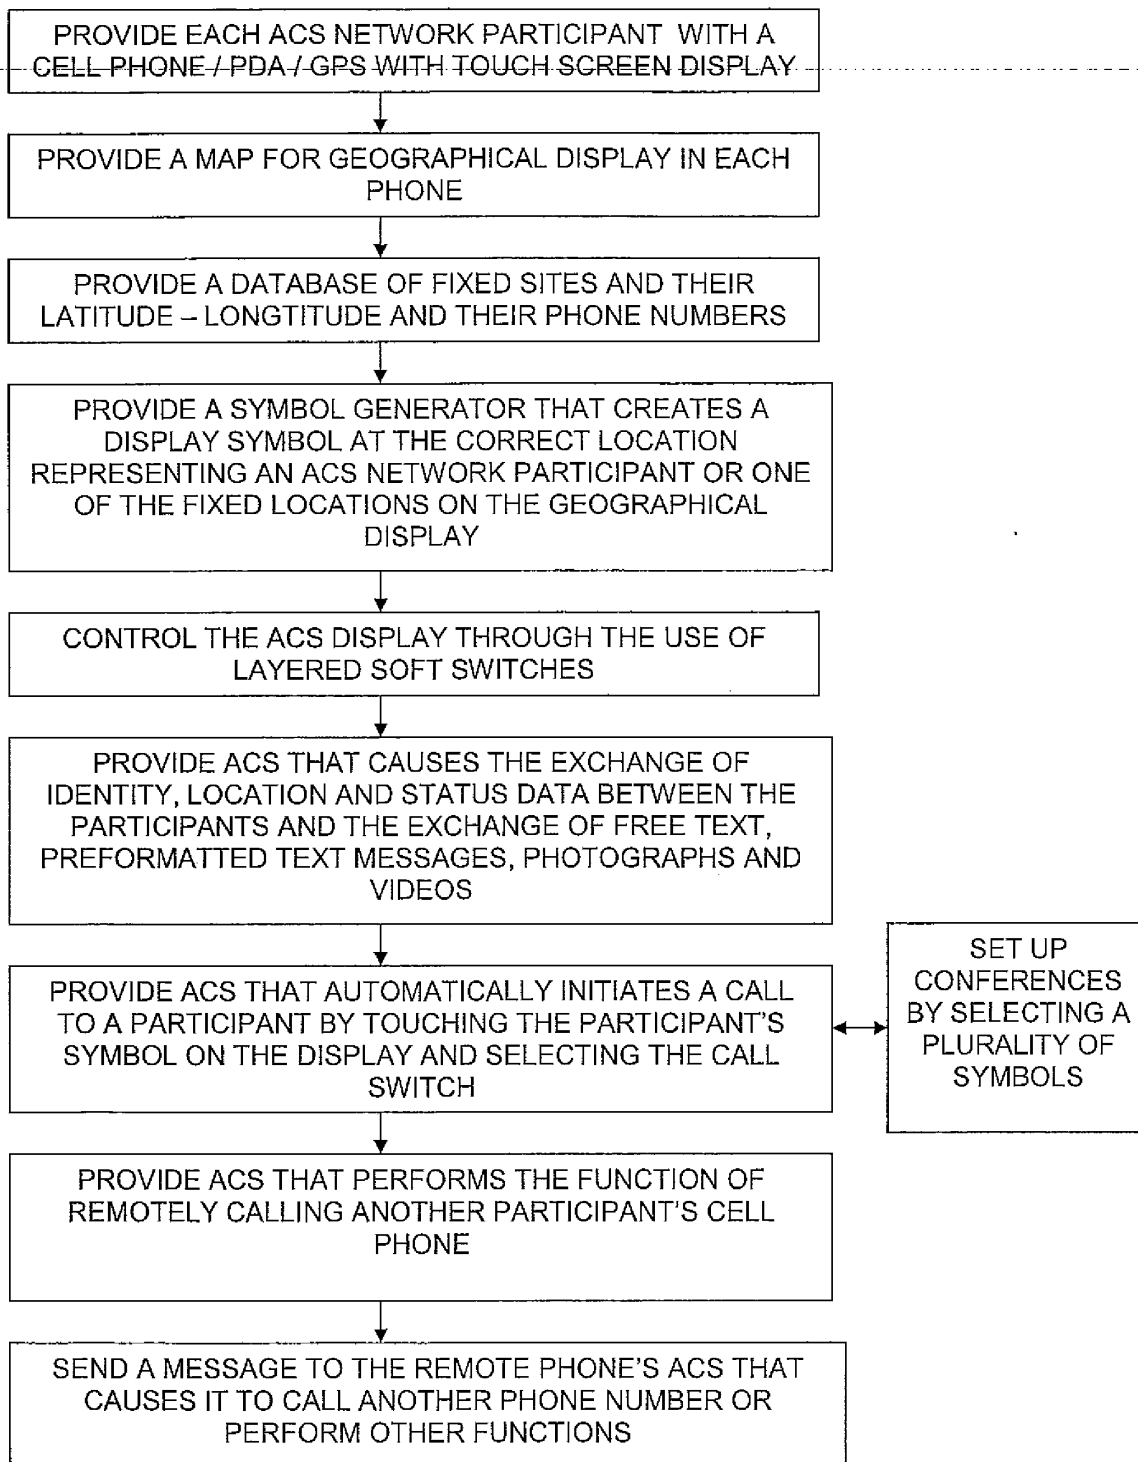 PROVIDE EACH ACS NETWORK PARTICIPANT WITH A
CELL PHONE / PDA / GPS WITH TOUCH SCREEN DISPLAY
PROVIDE A MAP FOR GEOGRAPHICAL DISPLAY IN EACH
PHONE
PROVIDE A DATABASE OF FIXED SITES AND THEIR
LATITUDE – LONGTITUDE AND THEIR PHONE NUMBERS
PROVIDE A SYMBOL GENERATOR THAT CREATES A
DISPLAY SYMBOL AT THE CORRECT LOCATION
REPRESENTING AN ACS NETWORK PARTICIPANT OR ONE
OF THE FIXED LOCATIONS ON THE GEOGRAPHICAL
DISPLAY
CONTROL THE ACS DISPLAY THROUGH THE USE OF
LAYERED SOFT SWITCHES
PROVIDE ACS THAT CAUSES THE EXCHANGE OF
IDENTITY, LOCATION AND STATUS DATA BETWEEN THE
PARTICIPANTS AND THE EXCHANGE OF FREE TEXT,
PREFORMATTED TEXT MESSAGES, PHOTOGRAPHS AND
VIDEOS
PROVIDE ACS THAT AUTOMATICALLY INITIATES A CALL
TO A PARTICIPANT BY TOUCHING THE PARTICIPANT'S
SYMBOL ON THE DISPLAY AND SELECTING THE CALL
SWITCH
SET UP
CONFERENCES
BY SELECTING A
PLURALITY OF
SYMBOLS
PROVIDE ACS THAT PERFORMS THE FUNCTION OF
REMOTELY CALLING ANOTHER PARTICIPANT'S CELL
PHONE
SEND A MESSAGE TO THE REMOTE PHONE'S ACS THAT
CAUSES IT TO CALL ANOTHER PHONE NUMBER OR
PERFORM OTHER FUNCTIONS